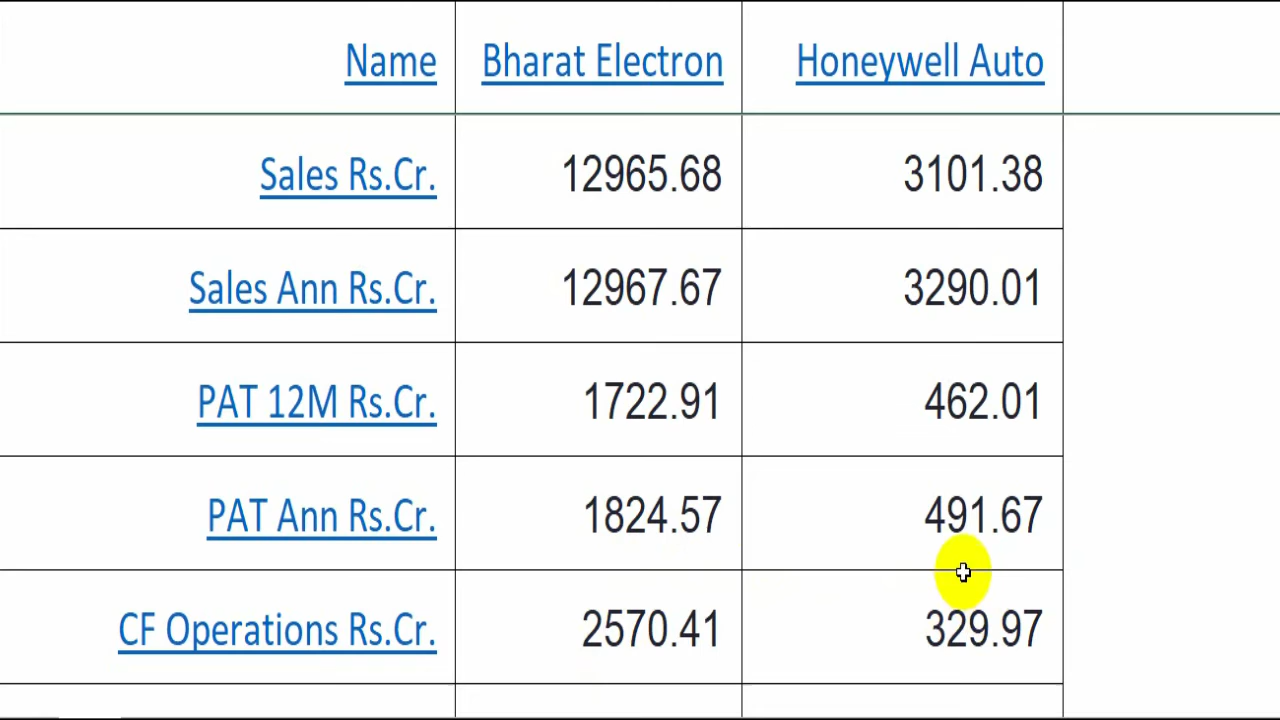 Name Bharat Electron Honeywell Auto
Sales Rs.Cr. 12965.68 3101.38
Sales Ann Rs.Cr. 12967.67 3290.01
PAT 12M Rs.Cr. 1722.91 462.01
PAT Ann Rs.Cr. 1824.57 491.67
CF Operations Rs.Cr. 2570.41 329.97